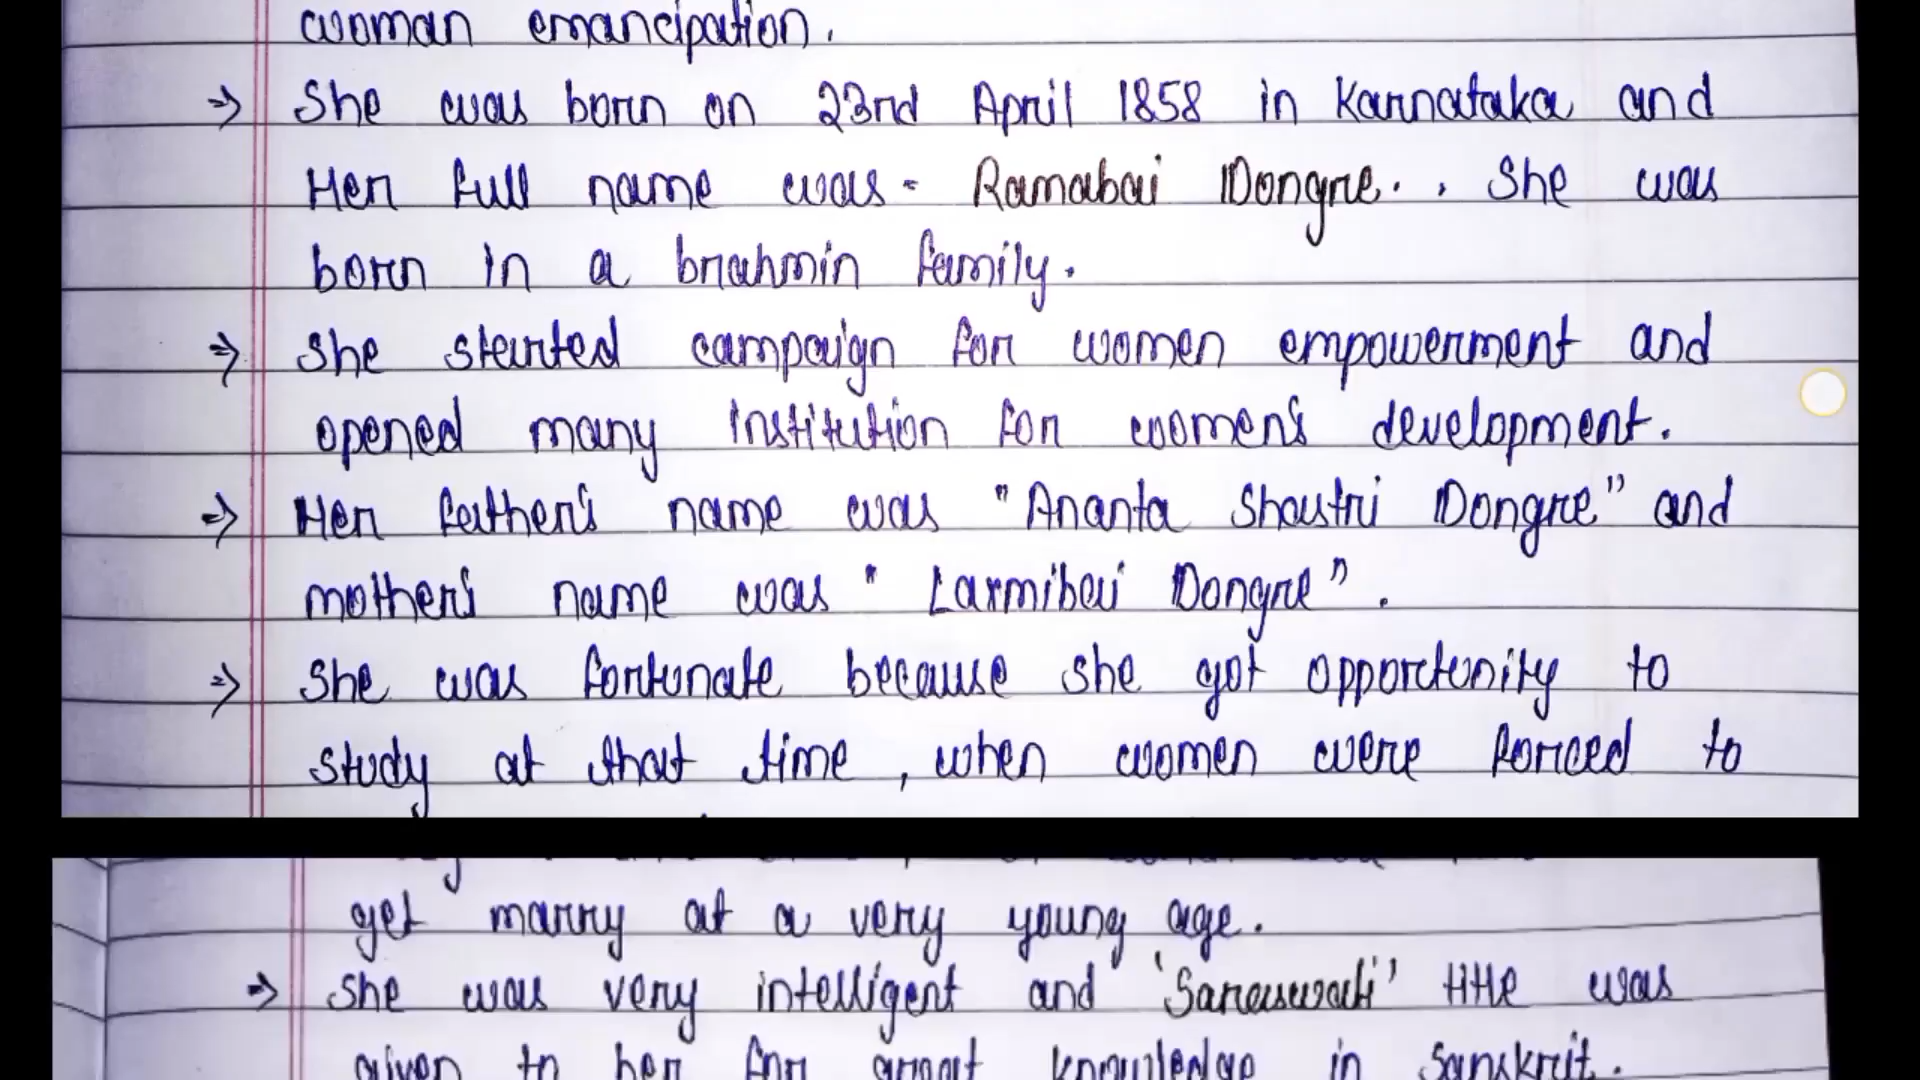 woman emancipation.
=> She was born on 23rd April 1858 in Karnataka and
Her full name was - Ramabai Dongre. . She was
born in a brahmin family.
=> She started campaign for women empowerment and
opened many institution for women's development.
=> Her father's name was "Ananta Shastri Dongre" and
mother's name was " Laxmibai Dongre" .
=> She was fortunate because she got opportunity to
study at that time , when women were forced to
get marry at a very young age.
=> She was very intelligent and 'Saraswati' title was
given to her for great knowledge in Sanskrit.